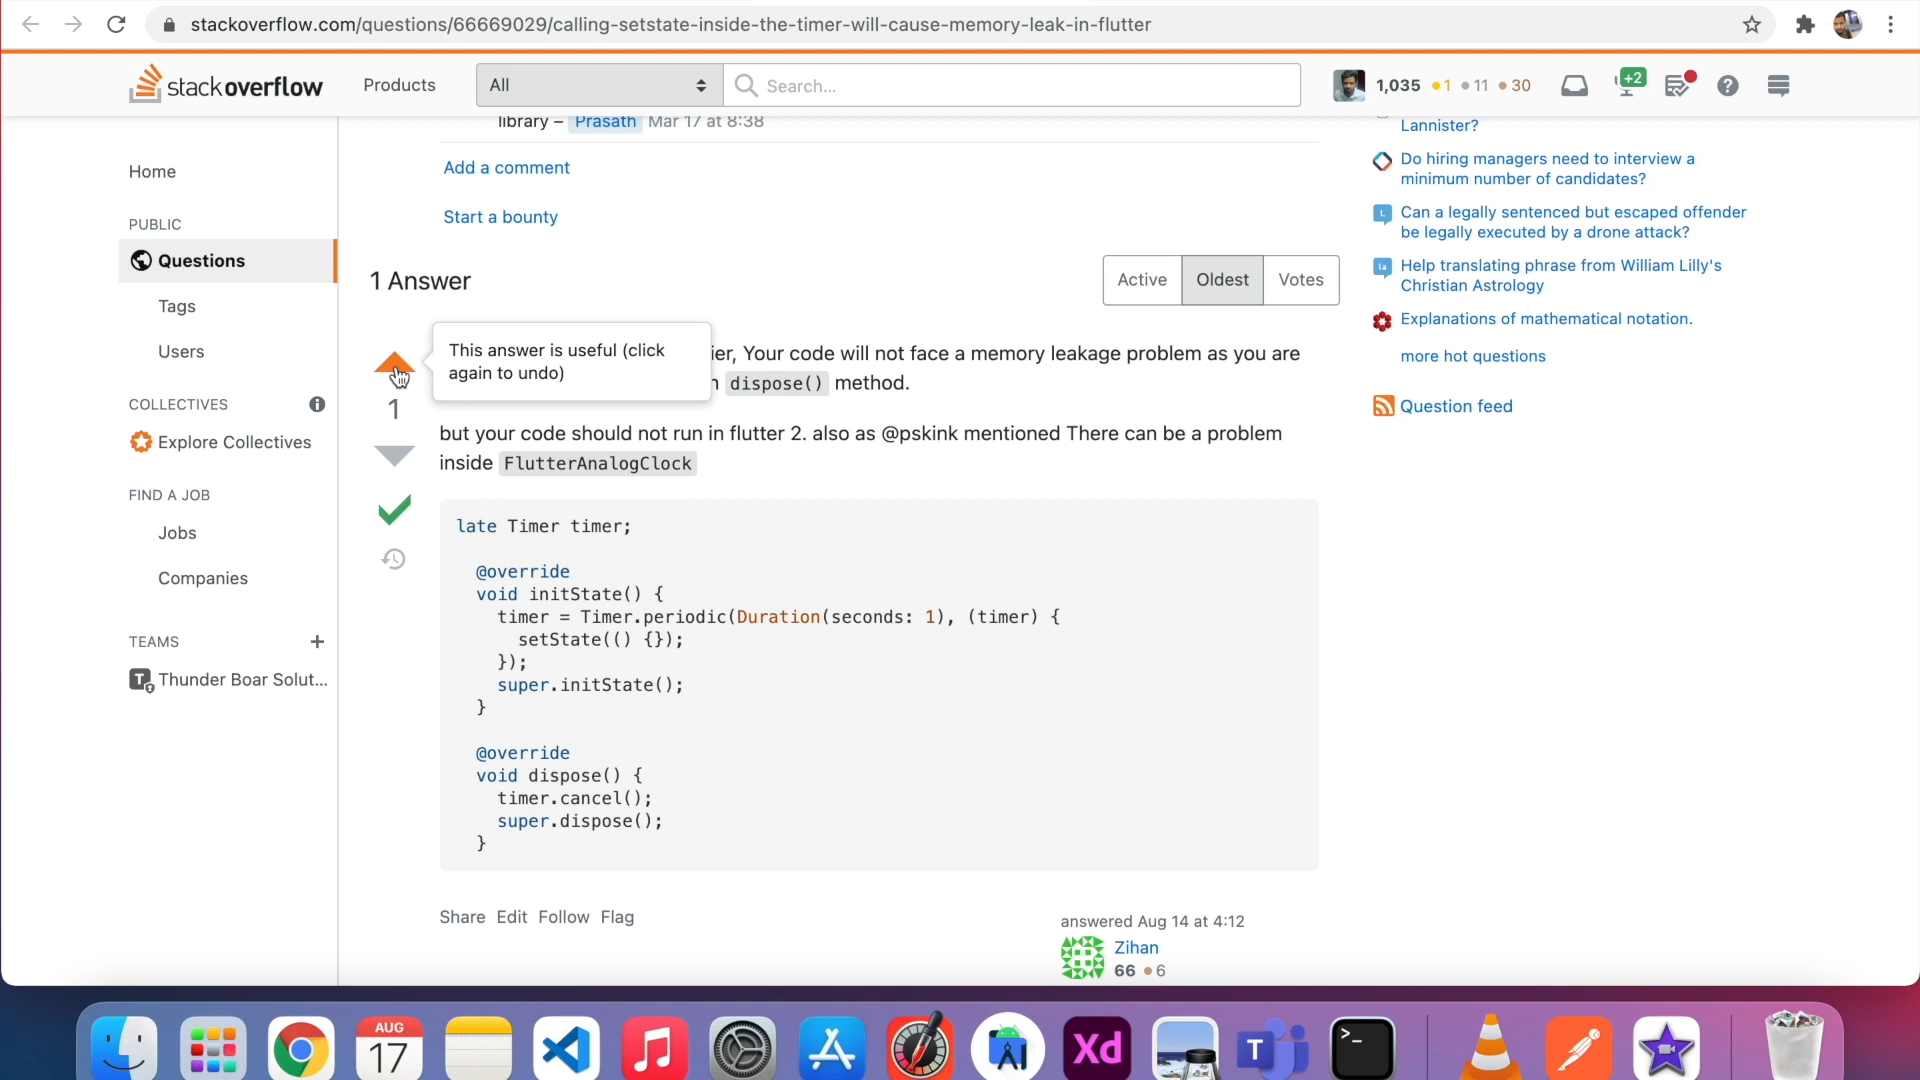 stackoverflow.com/questions/66669029/calling-setstate-inside-the-timer-will-cause-memory-leak-in-flutter
stackoverflow
Products
All
Search...
1,035 1 11 30
+2
library – Prasath Mar 17 at 8:38
Add a comment
Start a bounty
Home
PUBLIC
Questions
Tags
Users
COLLECTIVES
Explore Collectives
FIND A JOB
Jobs
Companies
TEAMS
Thunder Boar Solut...
1 Answer
Active Oldest Votes
This answer is useful (click
again to undo)
1
ier, Your code will not face a memory leakage problem as you are
dispose() method.
but your code should not run in flutter 2. also as @pskink mentioned There can be a problem
inside FlutterAnalogClock
late Timer timer;
@override
void initState() {
timer = Timer.periodic(Duration(seconds: 1), (timer) {
setState(() {});
});
super.initState();
}
@override
void dispose() {
timer.cancel();
super.dispose();
}
Share Edit Follow Flag
answered Aug 14 at 4:12
Zihan
66 6
Lannister?
Do hiring managers need to interview a
minimum number of candidates?
Can a legally sentenced but escaped offender
be legally executed by a drone attack?
Help translating phrase from William Lilly's
Christian Astrology
Explanations of mathematical notation.
more hot questions
Question feed
AUG
17
Xd
T
>_